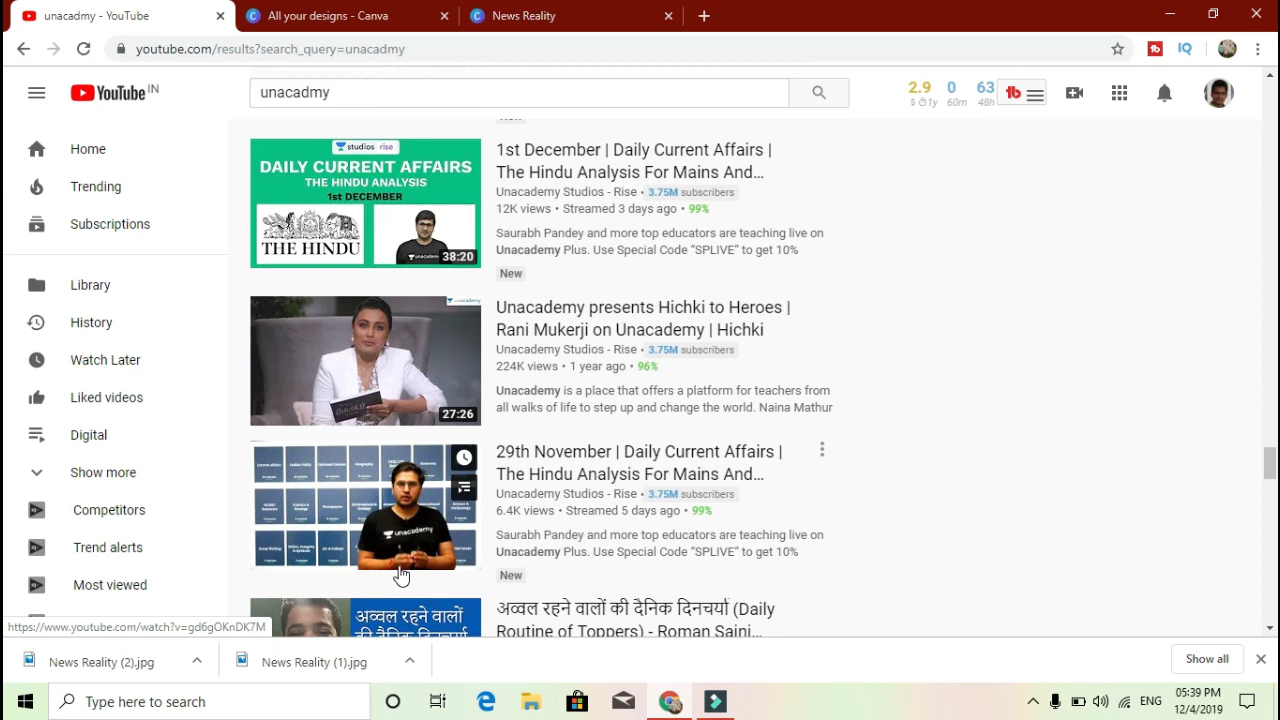 unacadmy - YouTube
All your designs - Canva
News Reality
youtube.com/results?search_query=unacadmy
YouTube IN
unacadmy
2.9 0 63
$ 1y 60m 48h
Home
Trending
Subscriptions
Library
History
Watch Later
Liked videos
Digital
Show more
Competitors
Trend alerts
Most viewed
studios rise
DAILY CURRENT AFFAIRS
THE HINDU ANALYSIS
1st DECEMBER
THE HINDU
unacademy
38:20
1st December | Daily Current Affairs |
The Hindu Analysis For Mains And...
Unacademy Studios - Rise • 3.75M subscribers
12K views • Streamed 3 days ago • 99%
Saurabh Pandey and more top educators are teaching live on
Unacademy Plus. Use Special Code “SPLIVE” to get 10%
New
unacademy
27:26
Unacademy presents Hichki to Heroes |
Rani Mukerji on Unacademy | Hichki
Unacademy Studios - Rise • 3.75M subscribers
224K views • 1 year ago • 96%
Unacademy is a place that offers a platform for teachers from
all walks of life to step up and change the world. Naina Mathur
unacademy
29th November | Daily Current Affairs |
The Hindu Analysis For Mains And...
Unacademy Studios - Rise • 3.75M subscribers
6.4K views • Streamed 5 days ago • 99%
Saurabh Pandey and more top educators are teaching live on
Unacademy Plus. Use Special Code “SPLIVE” to get 10%
New
अव्वल रहने वालों
की दैनिक दिनचर्या
अव्वल रहने वालों की दैनिक दिनचर्या (Daily
Routine of Toppers) - Roman Saini...
https://www.youtube.com/watch?v=gd6gOKnDK7M
News Reality (2).jpg
News Reality (1).jpg
Show all
Type here to search
ENG
05:39 PM
12/4/2019